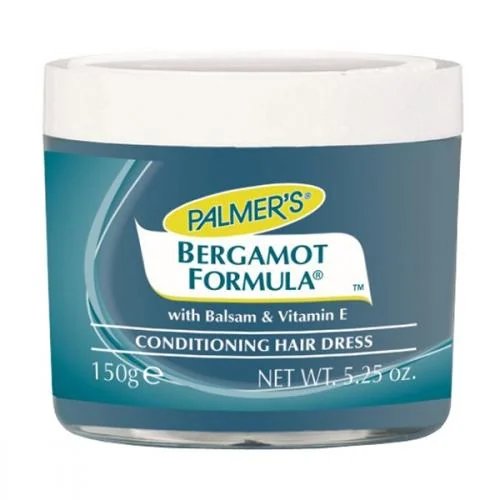 PALMER'S®
BERGAMOT
FORMULA®
™
with Balsam & Vitamin E
CONDITIONING HAIR DRESS
150g℮ NET WT. 5.25 oz.